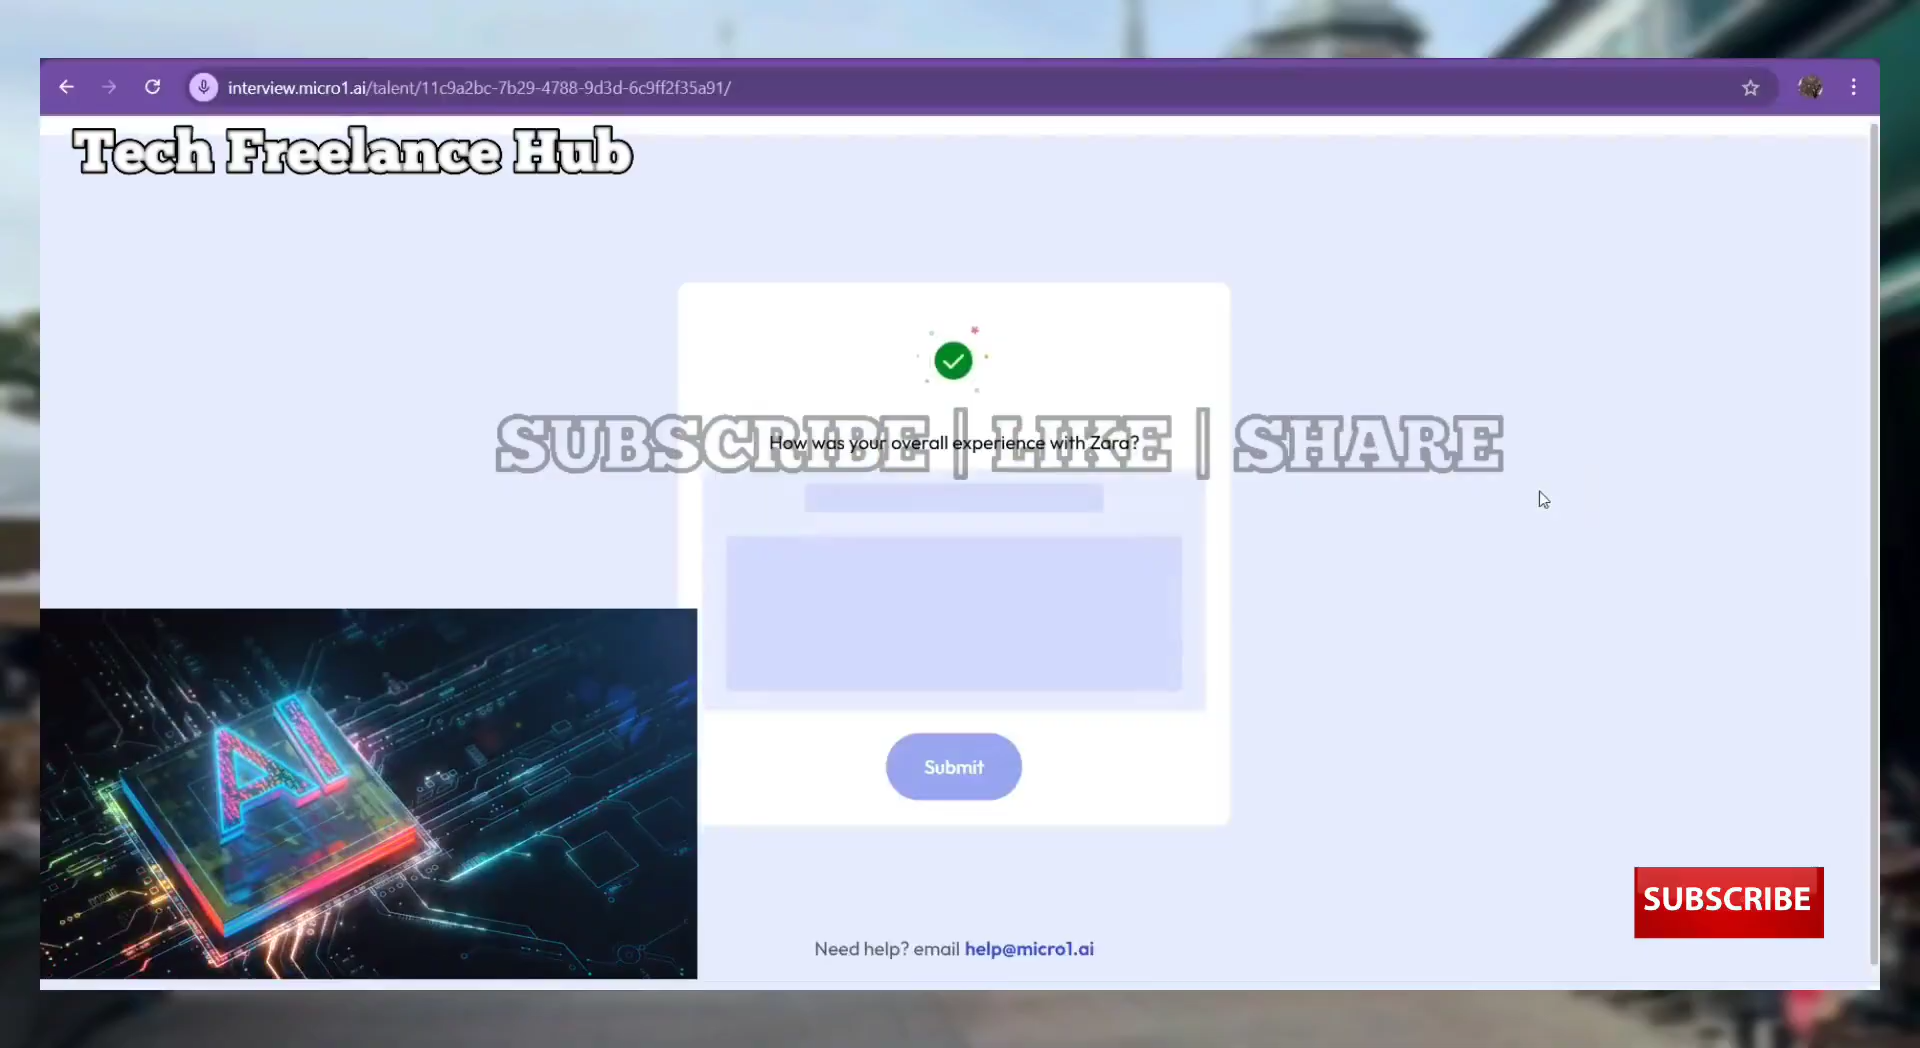 interview.micro1.ai/talent/11c9a2bc-7b29-4788-9d3d-6c9ff2f35a91/
Tech Freelance Hub
SUBSCRIBE | LIKE | SHARE
How was your overall experience with Zara?
AI
Submit
SUBSCRIBE
Need help? email help@micro1.ai